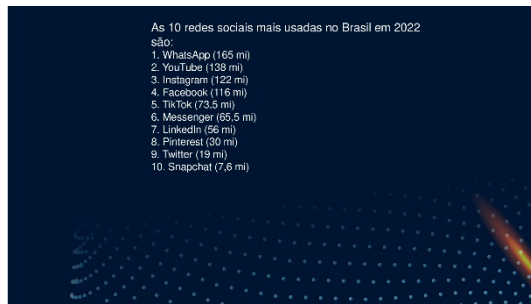 As 10 redes sociais mais usadas no Brasil em 2022
são:
1. WhatsApp (165 mi)
2. YouTube (138 mi)
3. Instagram (122 mi)
4. Facebook (116 mi)
5. TikTok (73.5 mi)
6. Messenger (65.5 mi)
7. LinkedIn (56 mi)
8. Pinterest (30 mi)
9. Twitter (19 mi)
10. Snapchat (7,6 mi)